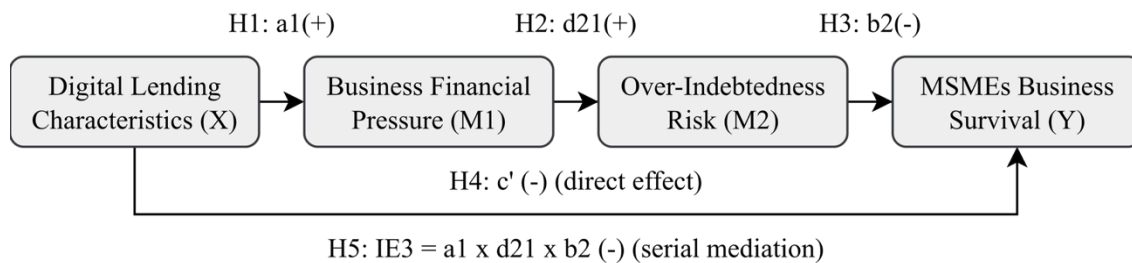 H1: a1(+)
H2: d21(+)
H3: b2(-)
Digital Lending
Characteristics (X)
Business Financial
Pressure (M1)
Over-Indebtedness
Risk (M2)
MSMEs Business
Survival (Y)
H4: c' (-) (direct effect)
H5: IE3 = a1 x d21 x b2 (-) (serial mediation)